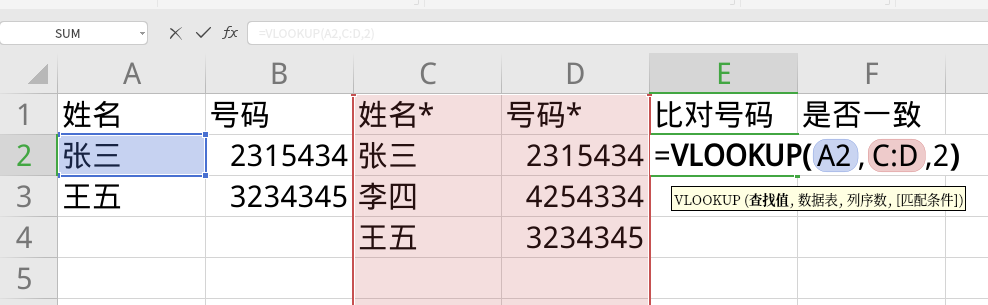 SUM fx =VLOOKUP(A2,C:D,2)
A B C D E F
1 姓名 号码 姓名* 号码* 比对号码 是否一致
2 张三 2315434 张三 2315434 =VLOOKUP(A2,C:D,2)
3 王五 3234345 李四 4254334
VLOOKUP (查找值, 数据表, 列序数, [匹配条件])
4 王五 3234345
5